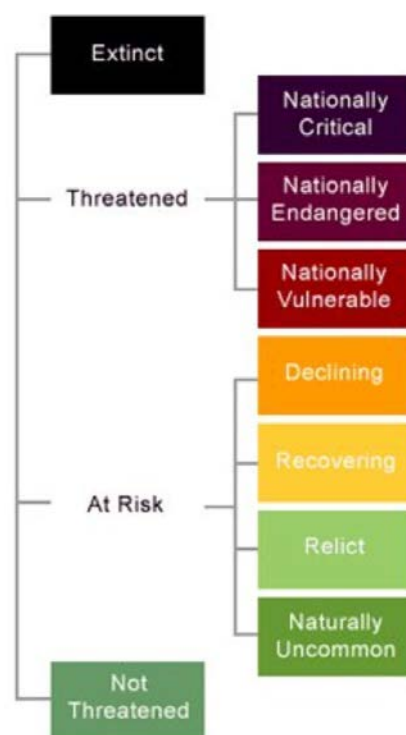 Extinct
Threatened
Nationally
Critical
Nationally
Endangered
Nationally
Vulnerable
At Risk
Declining
Recovering
Relict
Naturally
Uncommon
Not
Threatened